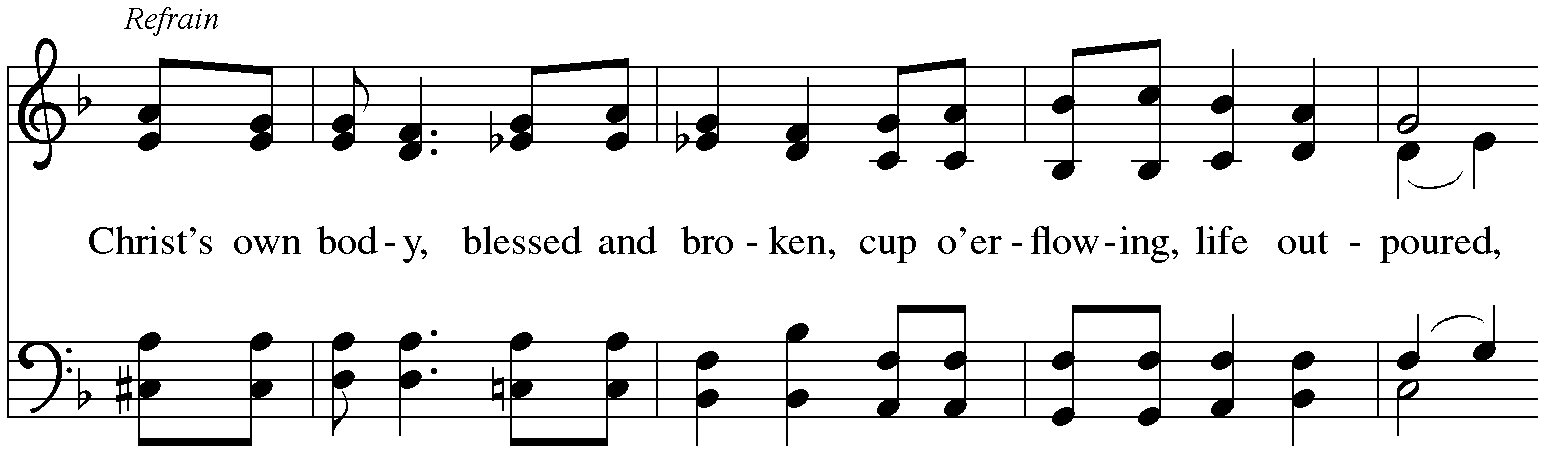 Refrain
Christ’s own bod - y, blessed and bro - ken, cup o’er - flow - ing, life out - poured,